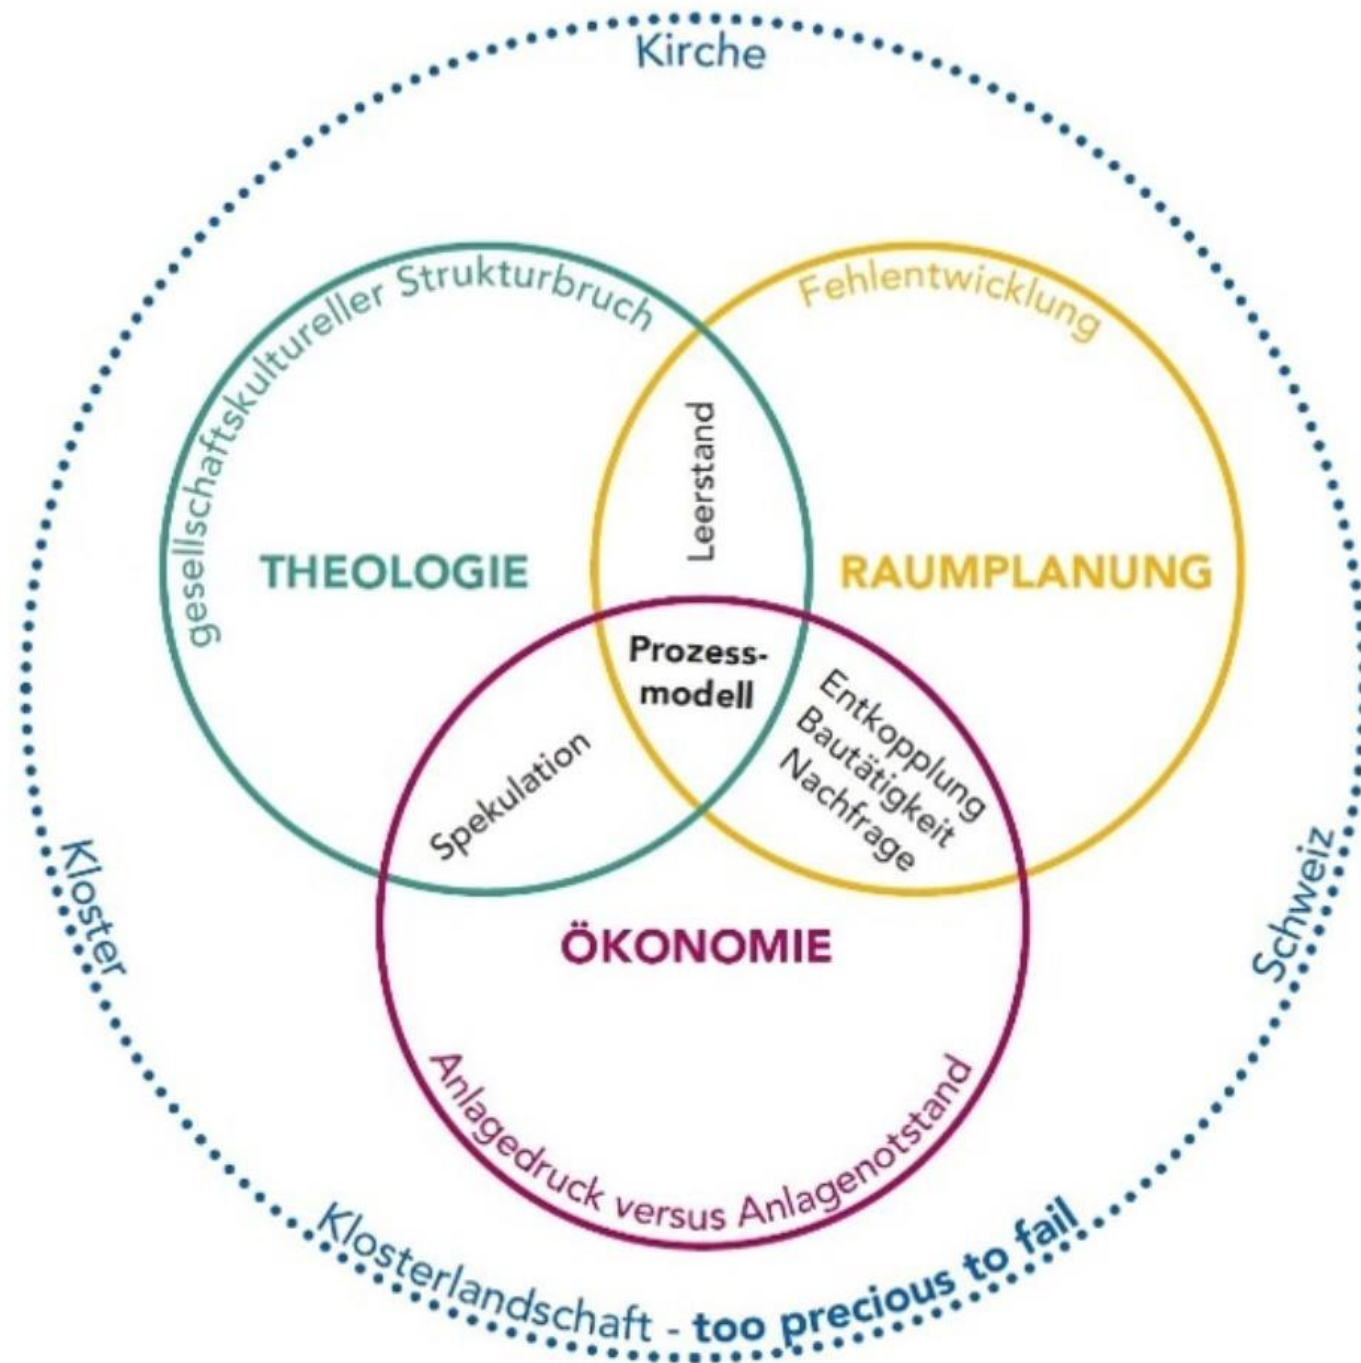 Kirche
gesellschaftskultureller Strukturbruch
Fehlentwicklung
Leerstand
THEOLOGIE
RAUMPLANUNG
Prozess-
modell
Spekulation
Entkopplung
Bautätigkeit
Nachfrage
Kloster
Schweiz
ÖKONOMIE
Anlagedruck versus Anlagenotstand
Klosterlandschaft - too precious to fail